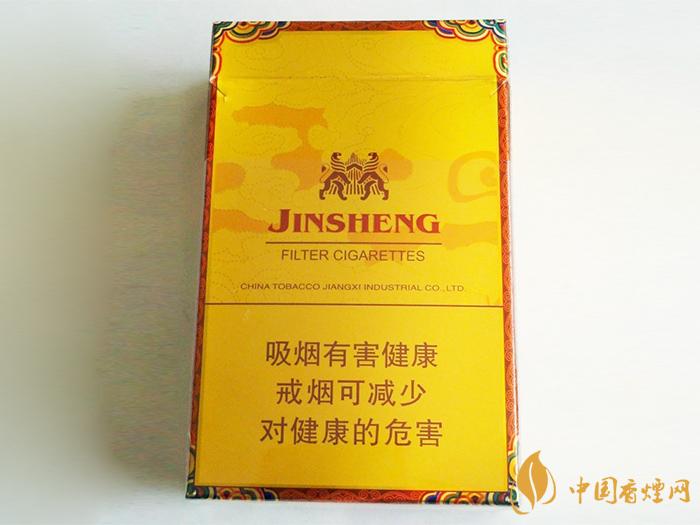 JINSHENG
FILTER CIGARETTES
CHINA TOBACCO JIANGXI INDUSTRIAL CO.,LTD.
吸烟有害健康
戒烟可减少
对健康的危害
中国香烟网